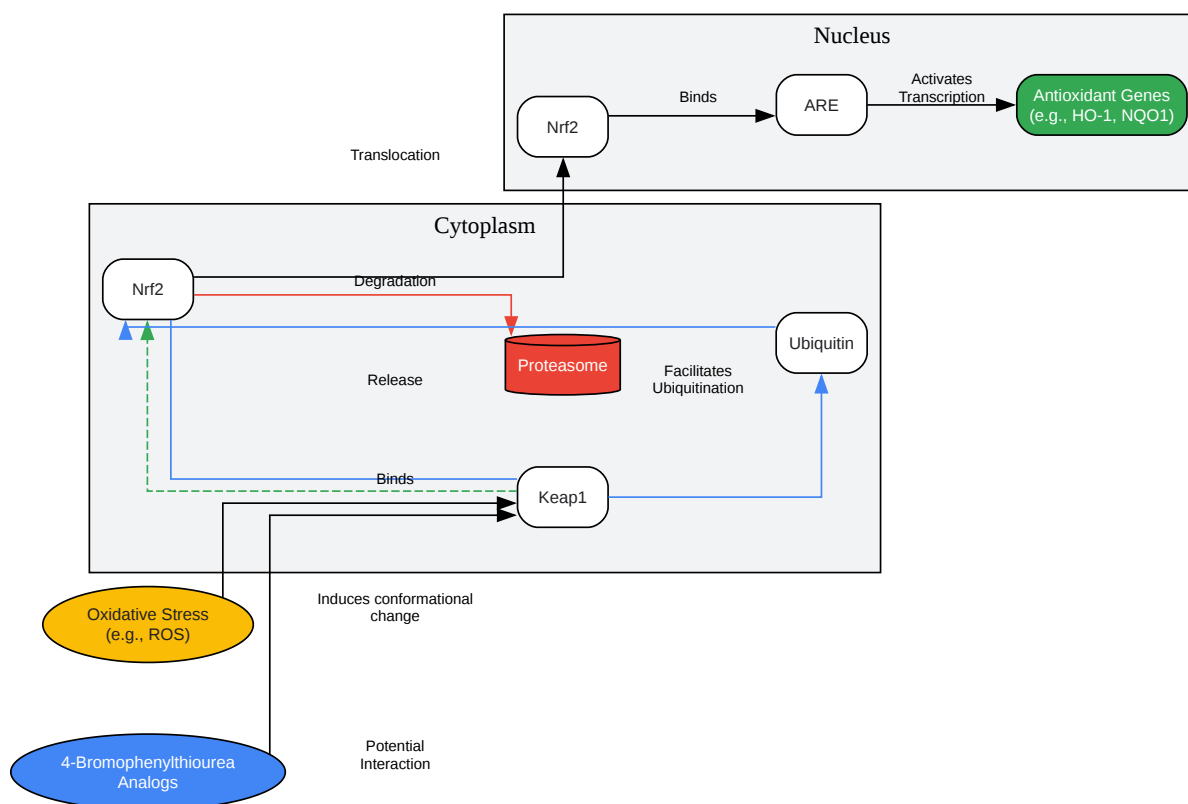 Nucleus
Nrf2
Binds
ARE
Activates
Transcription
Antioxidant Genes
(e.g., HO-1, NQO1)
Translocation
Cytoplasm
Nrf2
Degradation
Proteasome
Ubiquitin
Release
Facilitates
Ubiquitination
Binds
Keap1
Oxidative Stress
(e.g., ROS)
Induces conformational
change
4-Bromophenylthiourea
Analogs
Potential
Interaction